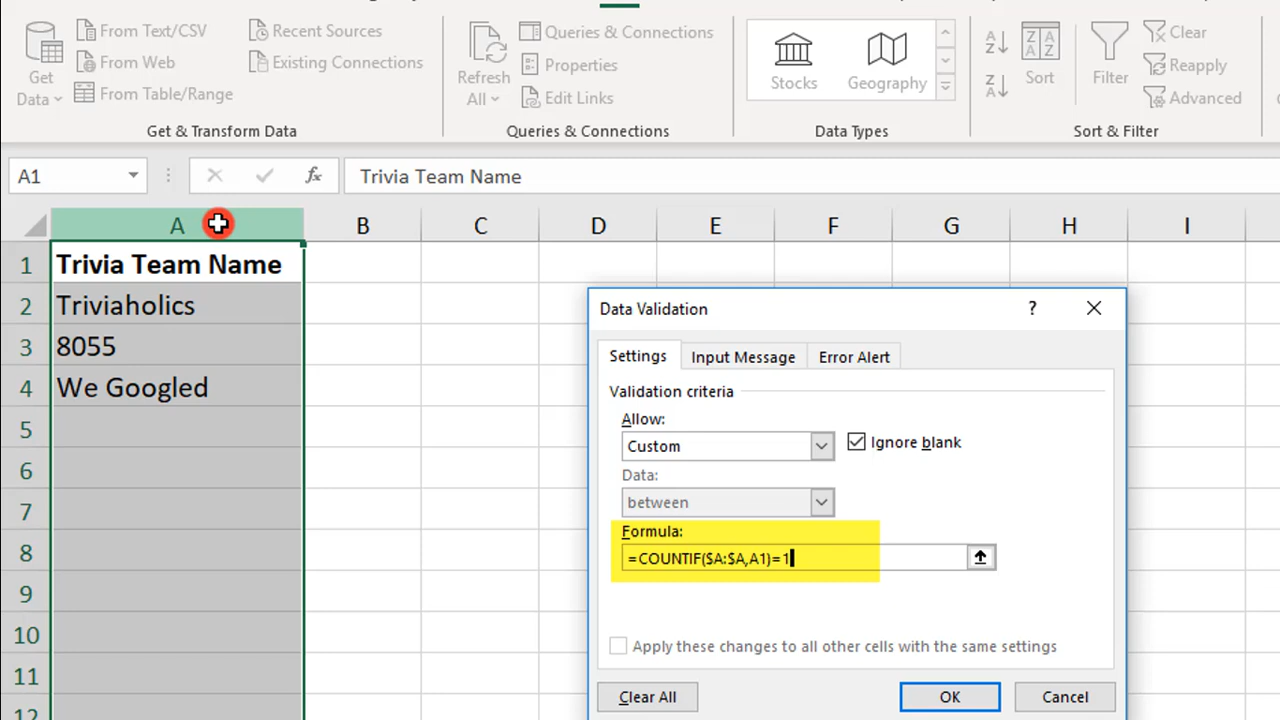 From Text/CSV
From Web
From Table/Range
Get
Data
Recent Sources
Existing Connections
Get & Transform Data
Refresh
All
Queries & Connections
Properties
Edit Links
Queries & Connections
Stocks
Geography
Data Types
A
Z
Z
A
Z A
A Z
Sort
Filter
Clear
Reapply
Advanced
Sort & Filter
A1
fx
Trivia Team Name
A B C D E F G H I
1 Trivia Team Name
2 Triviaholics
3 8055
4 We Googled
5
6
7
8
9
10
11
12
Data Validation
?
Settings
Input Message
Error Alert
Validation criteria
Allow:
Custom
Ignore blank
Data:
between
Formula:
=COUNTIF($A:$A,A1)=1
Apply these changes to all other cells with the same settings
Clear All
OK
Cancel